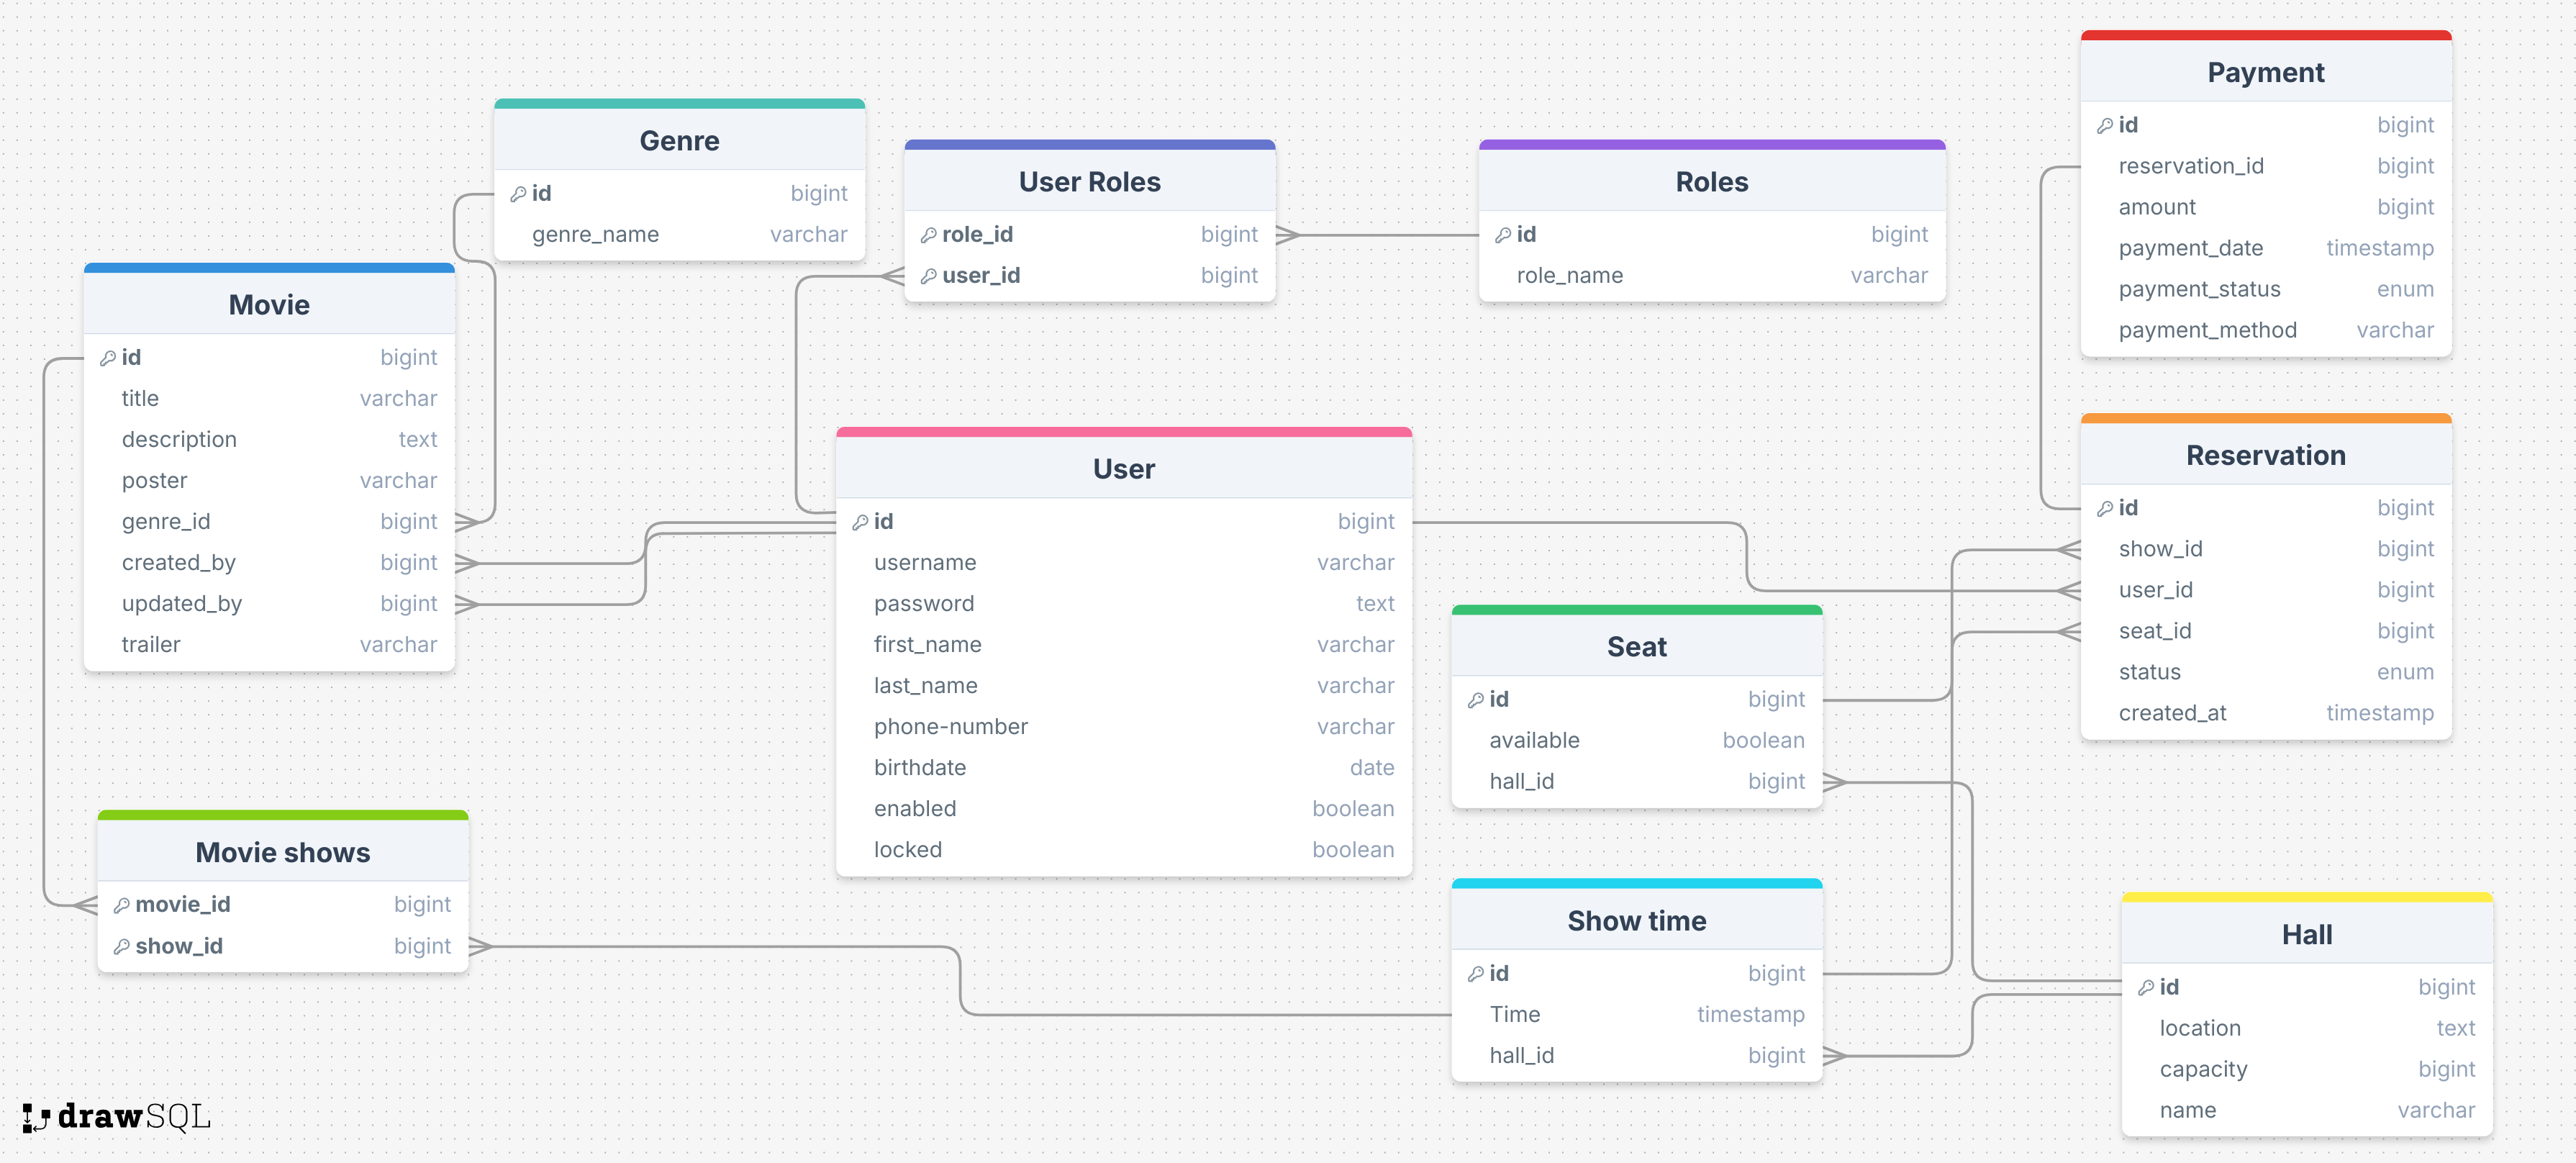 Payment
id bigint
reservation_id bigint
amount bigint
payment_date timestamp
payment_status enum
payment_method varchar
Genre
id bigint
genre_name varchar
User Roles
role_id bigint
user_id bigint
Roles
id bigint
role_name varchar
Movie
id bigint
title varchar
description text
poster varchar
genre_id bigint
created_by bigint
updated_by bigint
trailer varchar
User
id bigint
username varchar
password text
first_name varchar
last_name varchar
phone-number varchar
birthdate date
enabled boolean
locked boolean
Reservation
id bigint
show_id bigint
user_id bigint
seat_id bigint
status enum
created_at timestamp
Seat
id bigint
available boolean
hall_id bigint
Movie shows
movie_id bigint
show_id bigint
Show time
id bigint
Time timestamp
hall_id bigint
Hall
id bigint
location text
capacity bigint
name varchar
drawSQL